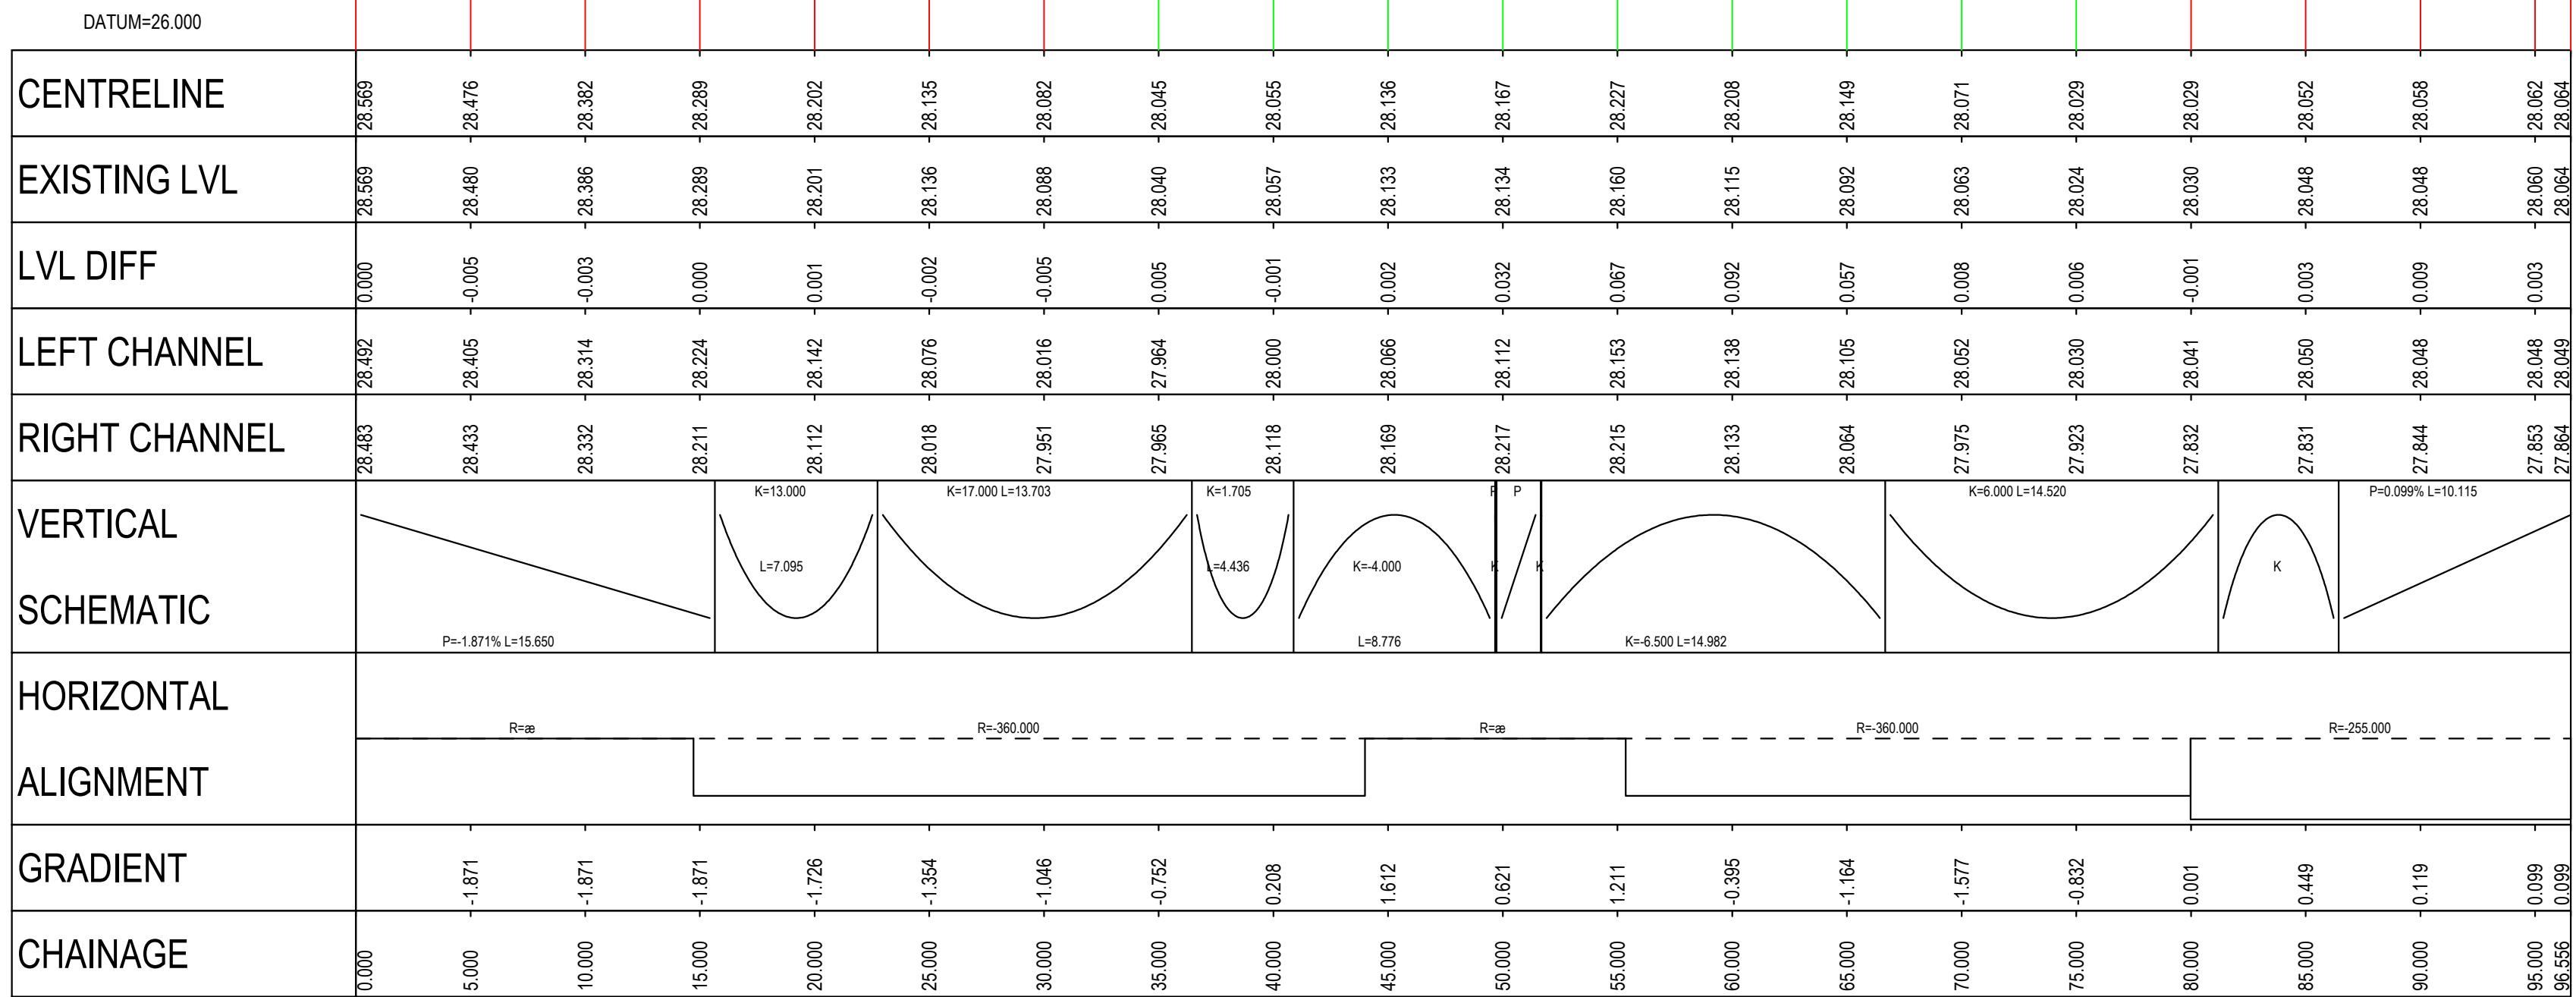 DATUM=26.000
CENTRELINE 28.569 28.476 28.382 28.289 28.202 28.135 28.082 28.045 28.055 28.136 28.167 28.227 28.208 28.149 28.071 28.029 28.029 28.052 28.058 28.062 28.064
EXISTING LVL 28.569 28.480 28.386 28.289 28.201 28.136 28.088 28.040 28.057 28.133 28.134 28.160 28.115 28.092 28.063 28.024 28.030 28.048 28.048 28.060 28.064
LVL DIFF 0.000 -0.005 -0.003 0.000 0.001 -0.002 -0.005 0.005 -0.001 0.002 0.032 0.067 0.092 0.057 0.008 0.006 -0.001 0.003 0.009 0.003
LEFT CHANNEL 28.492 28.405 28.314 28.224 28.142 28.076 28.016 27.964 28.000 28.066 28.112 28.153 28.138 28.105 28.052 28.030 28.041 28.050 28.048 28.048 28.049
RIGHT CHANNEL 28.483 28.433 28.332 28.211 28.112 28.018 27.951 27.965 28.118 28.169 28.217 28.215 28.133 28.064 27.975 27.923 27.832 27.831 27.844 27.853 27.864
K=13.000 K=17.000 L=13.703 K=1.705 P P K=6.000 L=14.520 P=0.099% L=10.115
VERTICAL
L=7.095 L=4.436 K=-4.000 K K K
SCHEMATIC
P=-1.871% L=15.650 L=8.776 K=-6.500 L=14.982
HORIZONTAL
R=æ R=-360.000 R=æ R=-360.000 R=-255.000
ALIGNMENT
GRADIENT -1.871 -1.871 -1.871 -1.726 -1.354 -1.046 -0.752 0.208 1.612 0.621 1.211 -0.395 -1.164 -1.577 -0.832 0.001 0.449 0.119 0.099 0.099
CHAINAGE 0.000 5.000 10.000 15.000 20.000 25.000 30.000 35.000 40.000 45.000 50.000 55.000 60.000 65.000 70.000 75.000 80.000 85.000 90.000 95.000 96.556